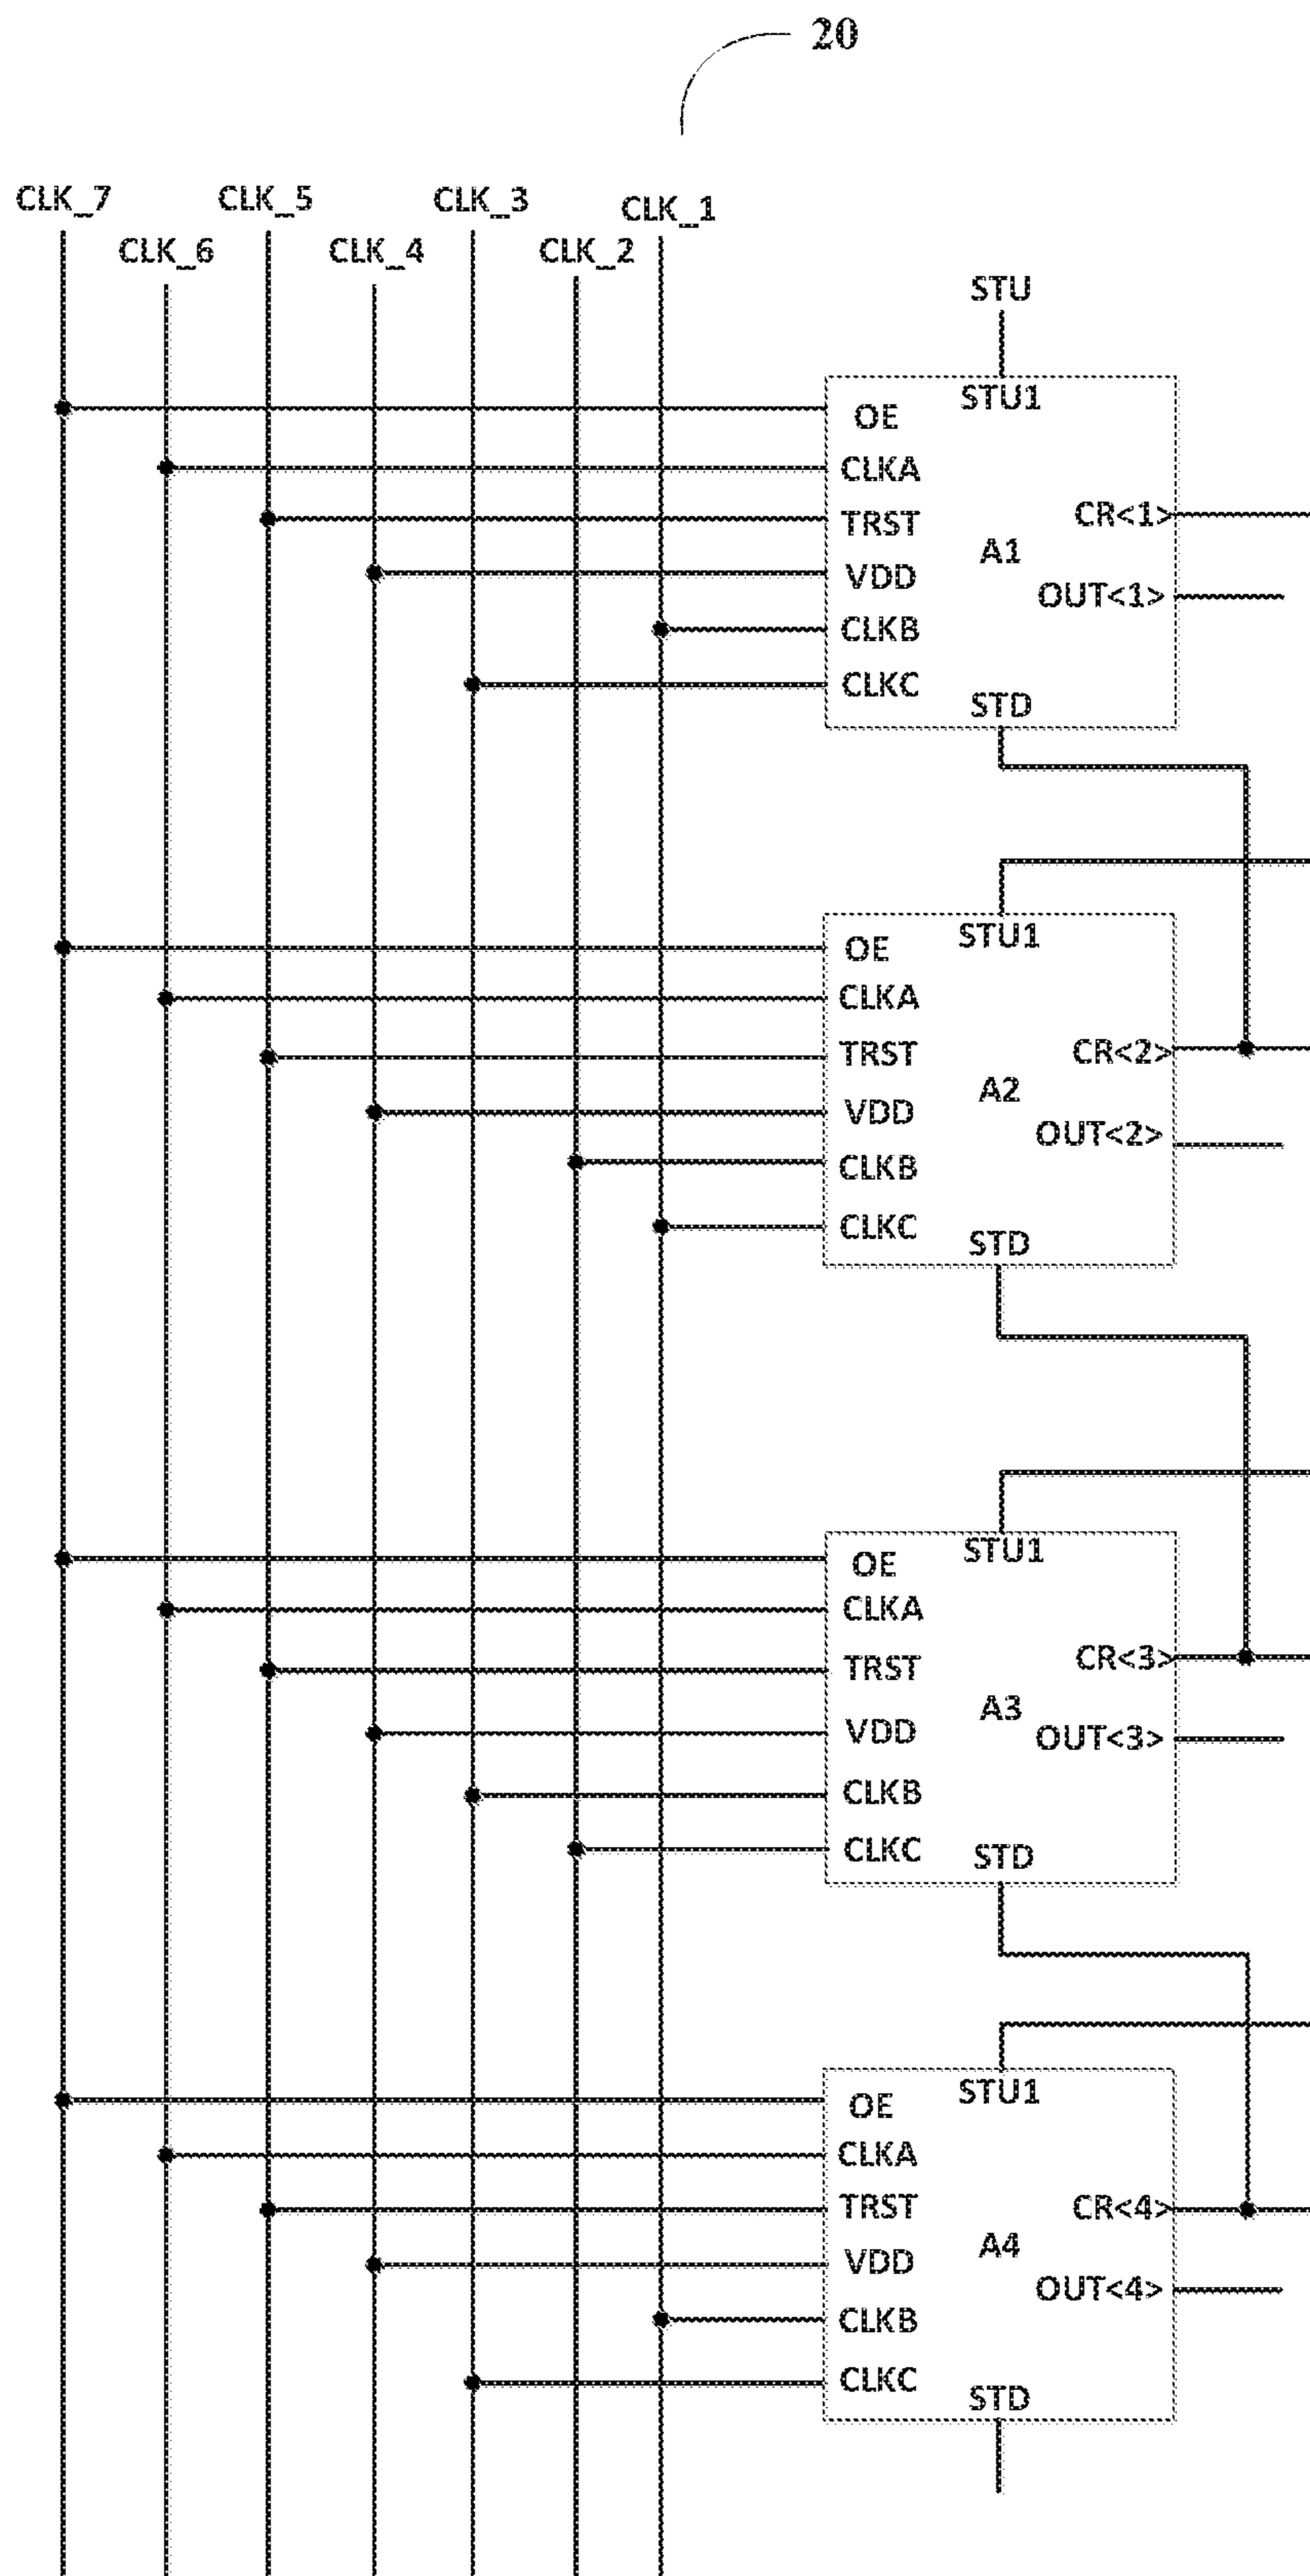 20
CLK_7
CLK_5
CLK_3
CLK_1
CLK_6
CLK_4
CLK_2
STU
STU1
OE
CLKA
TRST
VDD
CLKB
CLKC
CR<1>
A1
OUT<1>
STD
STU1
OE
CLKA
TRST
VDD
CLKB
CLKC
CR<2>
A2
OUT<2>
STD
STU1
OE
CLKA
TRST
VDD
CLKB
CLKC
CR<3>
A3
OUT<3>
STD
STU1
OE
CLKA
TRST
VDD
CLKB
CLKC
CR<4>
A4
OUT<4>
STD